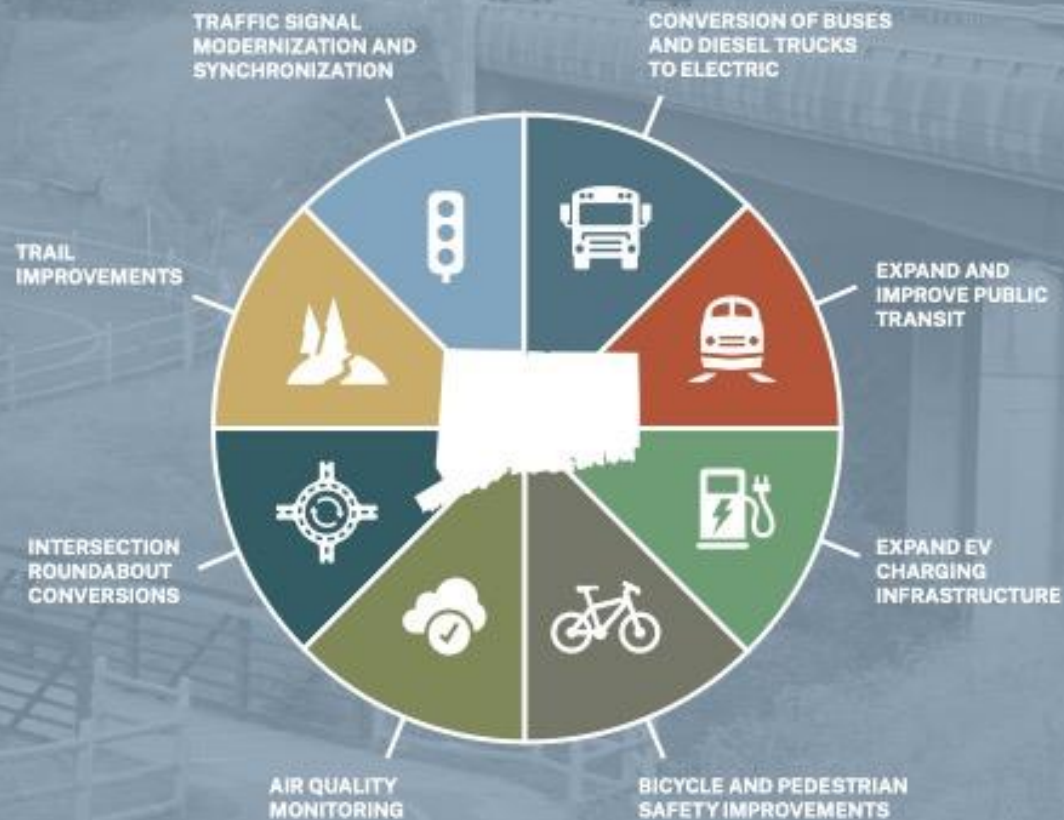 TRAFFIC SIGNAL
MODERNIZATION AND
SYNCHRONIZATION
CONVERSION OF BUSES
AND DIESEL TRUCKS
TO ELECTRIC
TRAIL
IMPROVEMENTS
EXPAND AND
IMPROVE PUBLIC
TRANSIT
INTERSECTION
ROUNDABOUT
CONVERSIONS
EXPAND EV
CHARGING
INFRASTRUCTURE
AIR QUALITY
MONITORING
BICYCLE AND PEDESTRIAN
SAFETY IMPROVEMENTS